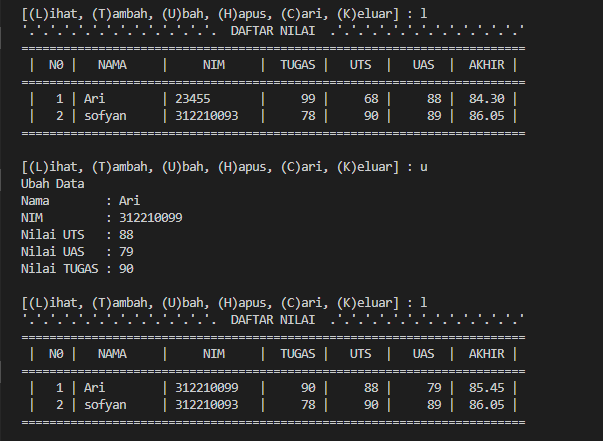 [(L)ihat, (T)ambah, (U)bah, (H)apus, (C)ari, (K)eluar] : l
'.'.'.'.'.'.'.'.'.'.'.'.'.'.'.'.'.'.'.'.'. DAFTAR NILAI .'.'.'.'.'.'.'.'.'.'.'.'.'.'.'.'.'.'.'.'.'
========================================================================
| N0 | NAMA | NIM | TUGAS | UTS | UAS | AKHIR |
========================================================================
| 1 | Ari | 23455 | 99 | 68 | 88 | 84.30 |
| 2 | sofyan | 312210093 | 78 | 90 | 89 | 86.05 |
========================================================================
[(L)ihat, (T)ambah, (U)bah, (H)apus, (C)ari, (K)eluar] : u
Ubah Data
Nama : Ari
NIM : 312210099
Nilai UTS : 88
Nilai UAS : 79
Nilai TUGAS : 90
[(L)ihat, (T)ambah, (U)bah, (H)apus, (C)ari, (K)eluar] : l
'.'.'.'.'.'.'.'.'.'.'.'.'.'.'.'.'.'.'.'.'. DAFTAR NILAI .'.'.'.'.'.'.'.'.'.'.'.'.'.'.'.'.'.'.'.'.'
========================================================================
| N0 | NAMA | NIM | TUGAS | UTS | UAS | AKHIR |
========================================================================
| 1 | Ari | 312210099 | 90 | 88 | 79 | 85.45 |
| 2 | sofyan | 312210093 | 78 | 90 | 89 | 86.05 |
========================================================================